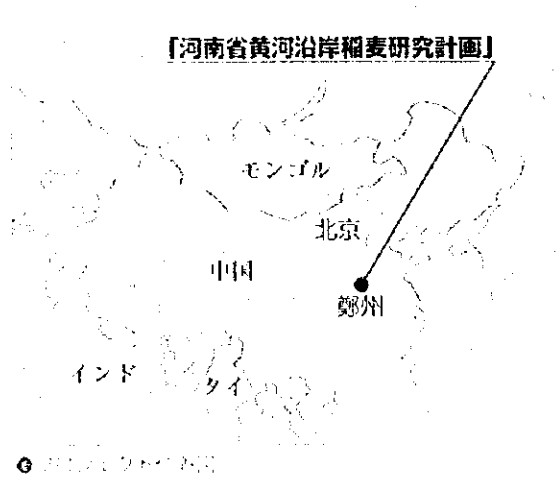 「河南省黄河沿岸稲麦研究計画」
モンゴル
北京
中国
鄭州
インド
タイ